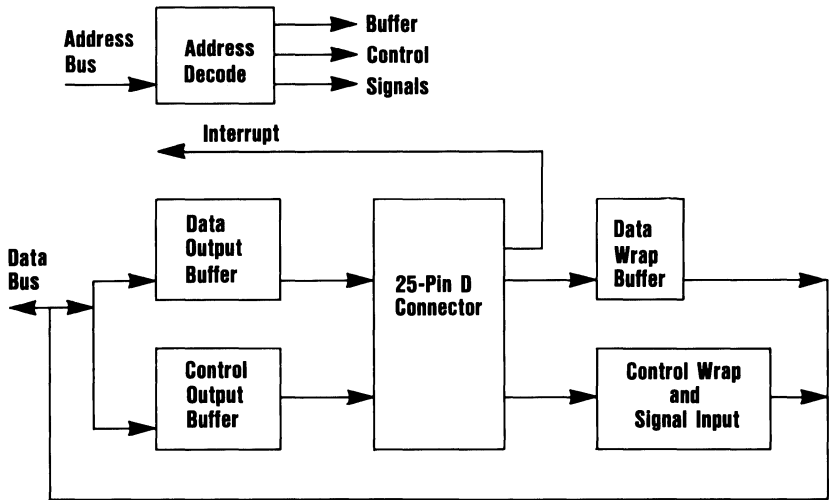 Address
Bus
Address
Decode
Buffer
Control
Signals
Interrupt
Data
Bus
Data
Output
Buffer
Control
Output
Buffer
25-Pin D
Connector
Data
Wrap
Buffer
Control Wrap
and
Signal Input